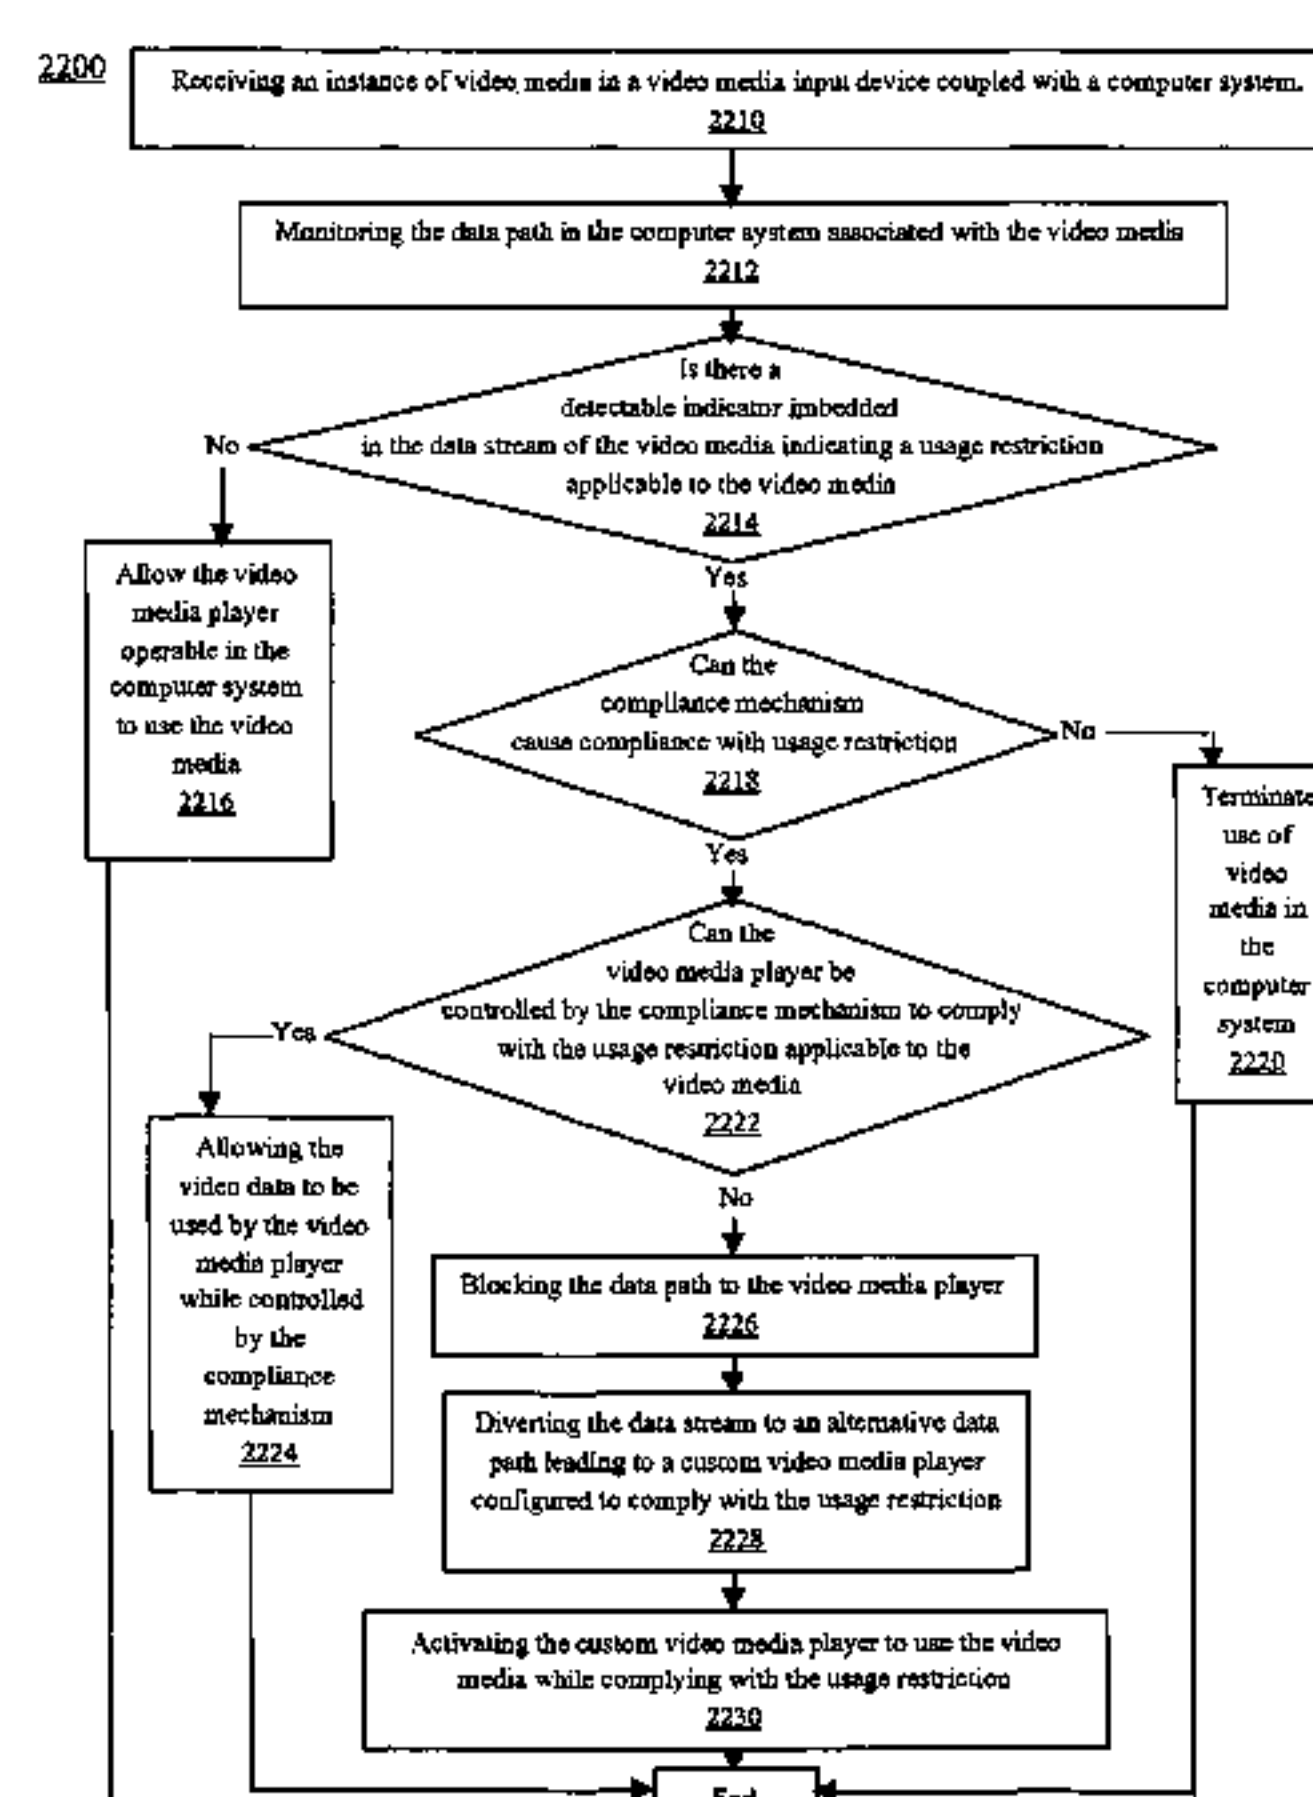 2200
Receiving an instance of video media in a video media input device coupled with a computer system.
2210
Monitoring the data path in the computer system associated with the video media
2212
Is there a
detectable indicator imbedded
in the data stream of the video media indicating a usage restriction
applicable to the video media
2214
No
Yes
Allow the video
media player
operable in the
computer system
to use the video
media
2216
Can the
compliance mechanism
cause compliance with usage restriction
2218
No
Yes
Terminate
use of
video
media in
the
computer
system
2220
Can the
video media player be
controlled by the compliance mechanism to comply
with the usage restriction applicable to the
video media
2222
Yes
No
Allowing the
video data to be
used by the video
media player
while controlled
by the
compliance
mechanism
2224
Blocking the data path to the video media player
2226
Diverting the data stream to an alternative data
path leading to a custom video media player
configured to comply with the usage restriction
2228
Activating the custom video media player to use the video
media while complying with the usage restriction
2230
End